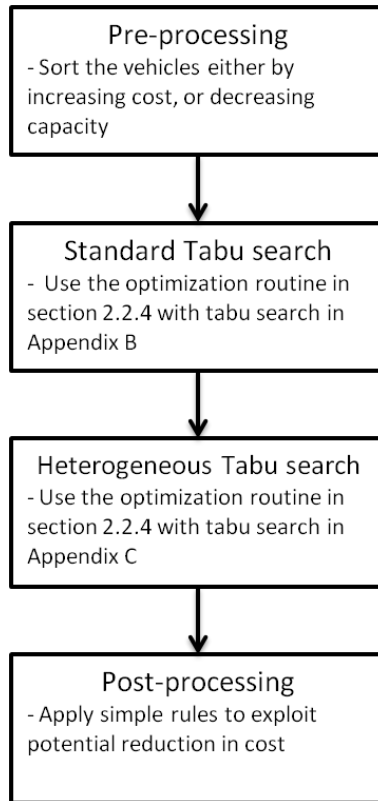 Pre-processing
- Sort the vehicles either by
increasing cost, or decreasing
capacity
Standard Tabu search
- Use the optimization routine in
section 2.2.4 with tabu search in
Appendix B
Heterogeneous Tabu search
- Use the optimization routine in
section 2.2.4 with tabu search in
Appendix C
Post-processing
- Apply simple rules to exploit
potential reduction in cost